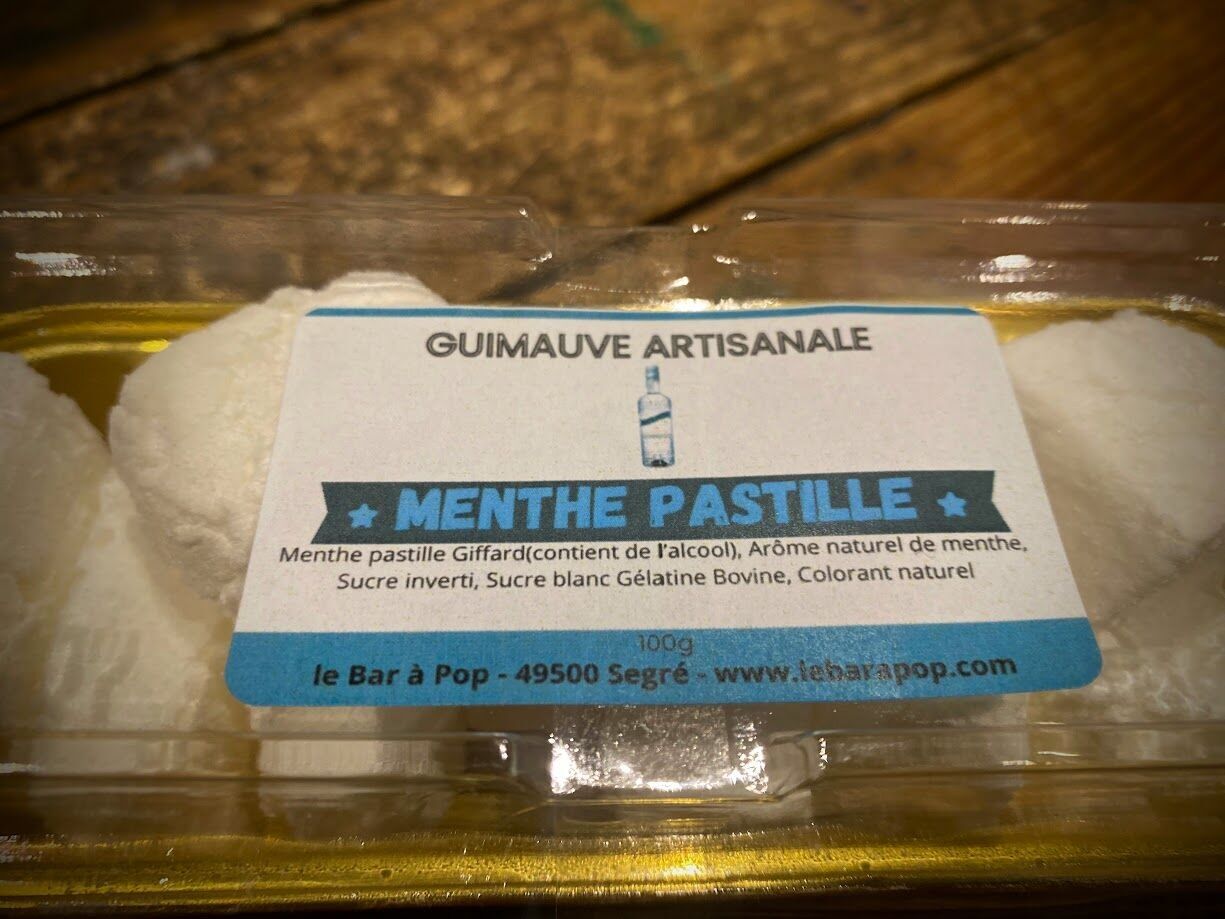 GUIMAUVE ARTISANALE
MENTHE PASTILLE
Menthe pastille Giffard(contient de l'alcool), Arôme naturel de menthe,
Sucre inverti, Sucre blanc Gélatine Bovine, Colorant naturel
100g
le Bar à Pop - 49500 Segré - www.lebarapop.com